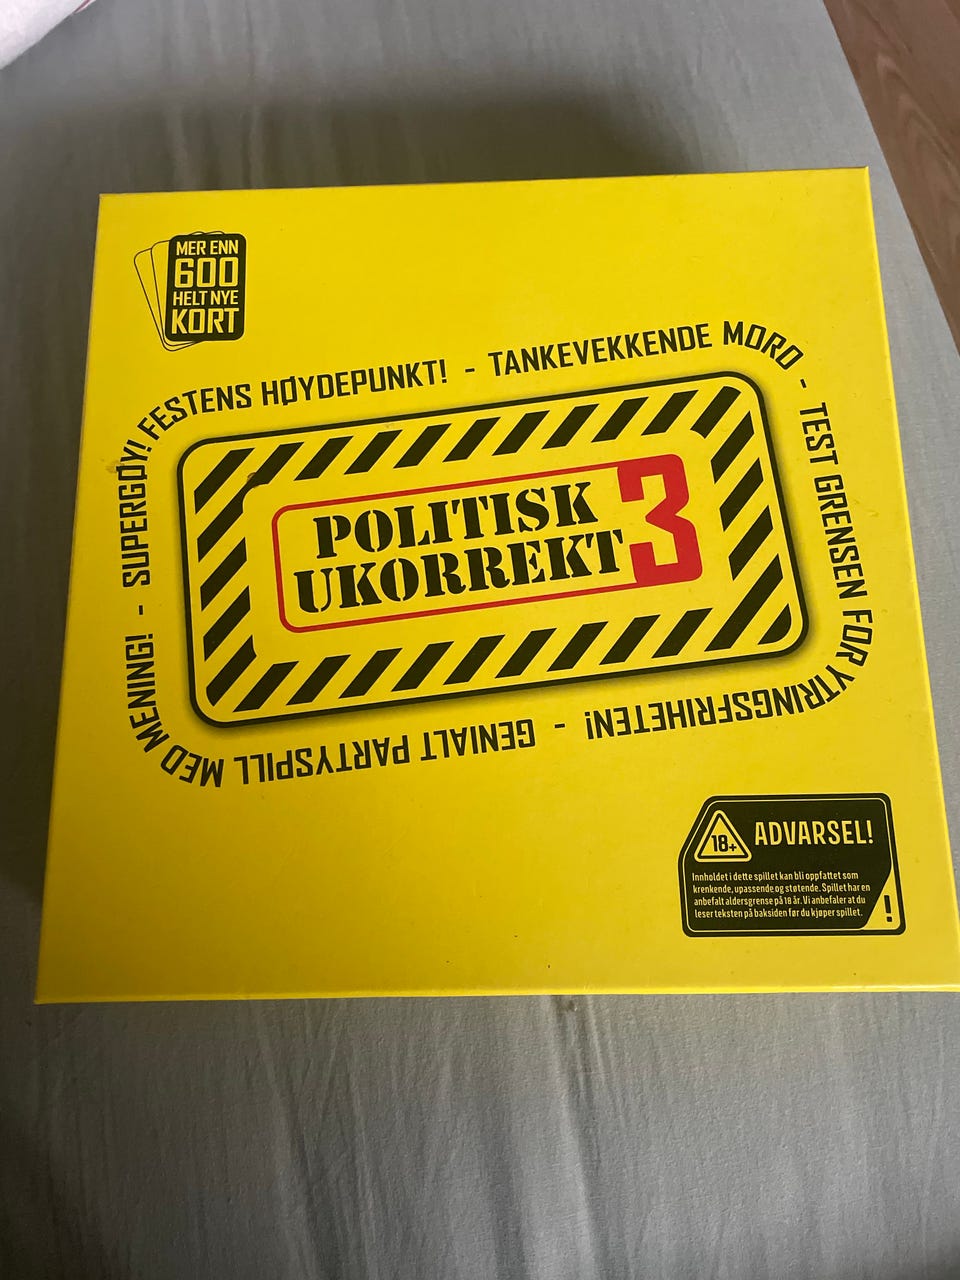 MER ENN
600
HELT NYE
KORT
FESTENS HØYDEPUNKT! - TANKEVEKKENDE MORO - TEST GRENSEN FOR YTRINGSFRIHETEN! - GENIALT PARTYSPILL MED MENING! - SUPERGØY!
POLITISK
UKORREKT 3
18+ ADVARSEL!
Innholdet i dette spillet kan bli oppfattet som
krenkende, upassende og støtende. Spillet har en
anbefalt aldersgrense på 18 år. Vi anbefaler at du
leser teksten på baksiden før du kjøper spillet.
!